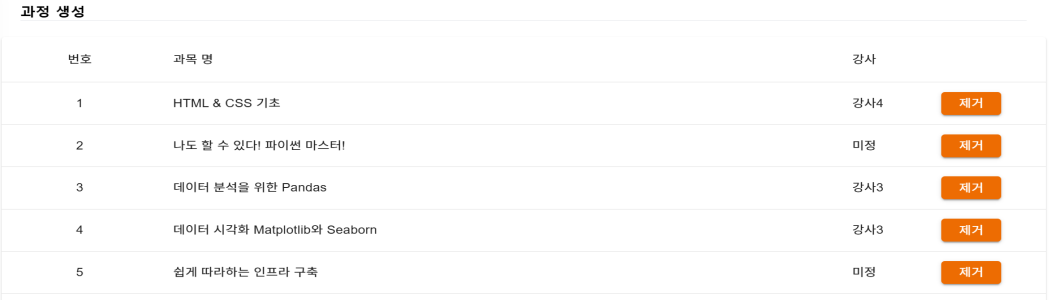 과정 생성
번호 과목 명 강사
1 HTML & CSS 기초 강사4 제거
2 나도 할 수 있다! 파이썬 마스터! 미정 제거
3 데이터 분석을 위한 Pandas 강사3 제거
4 데이터 시각화 Matplotlib와 Seaborn 강사3 제거
5 쉽게 따라하는 인프라 구축 미정 제거